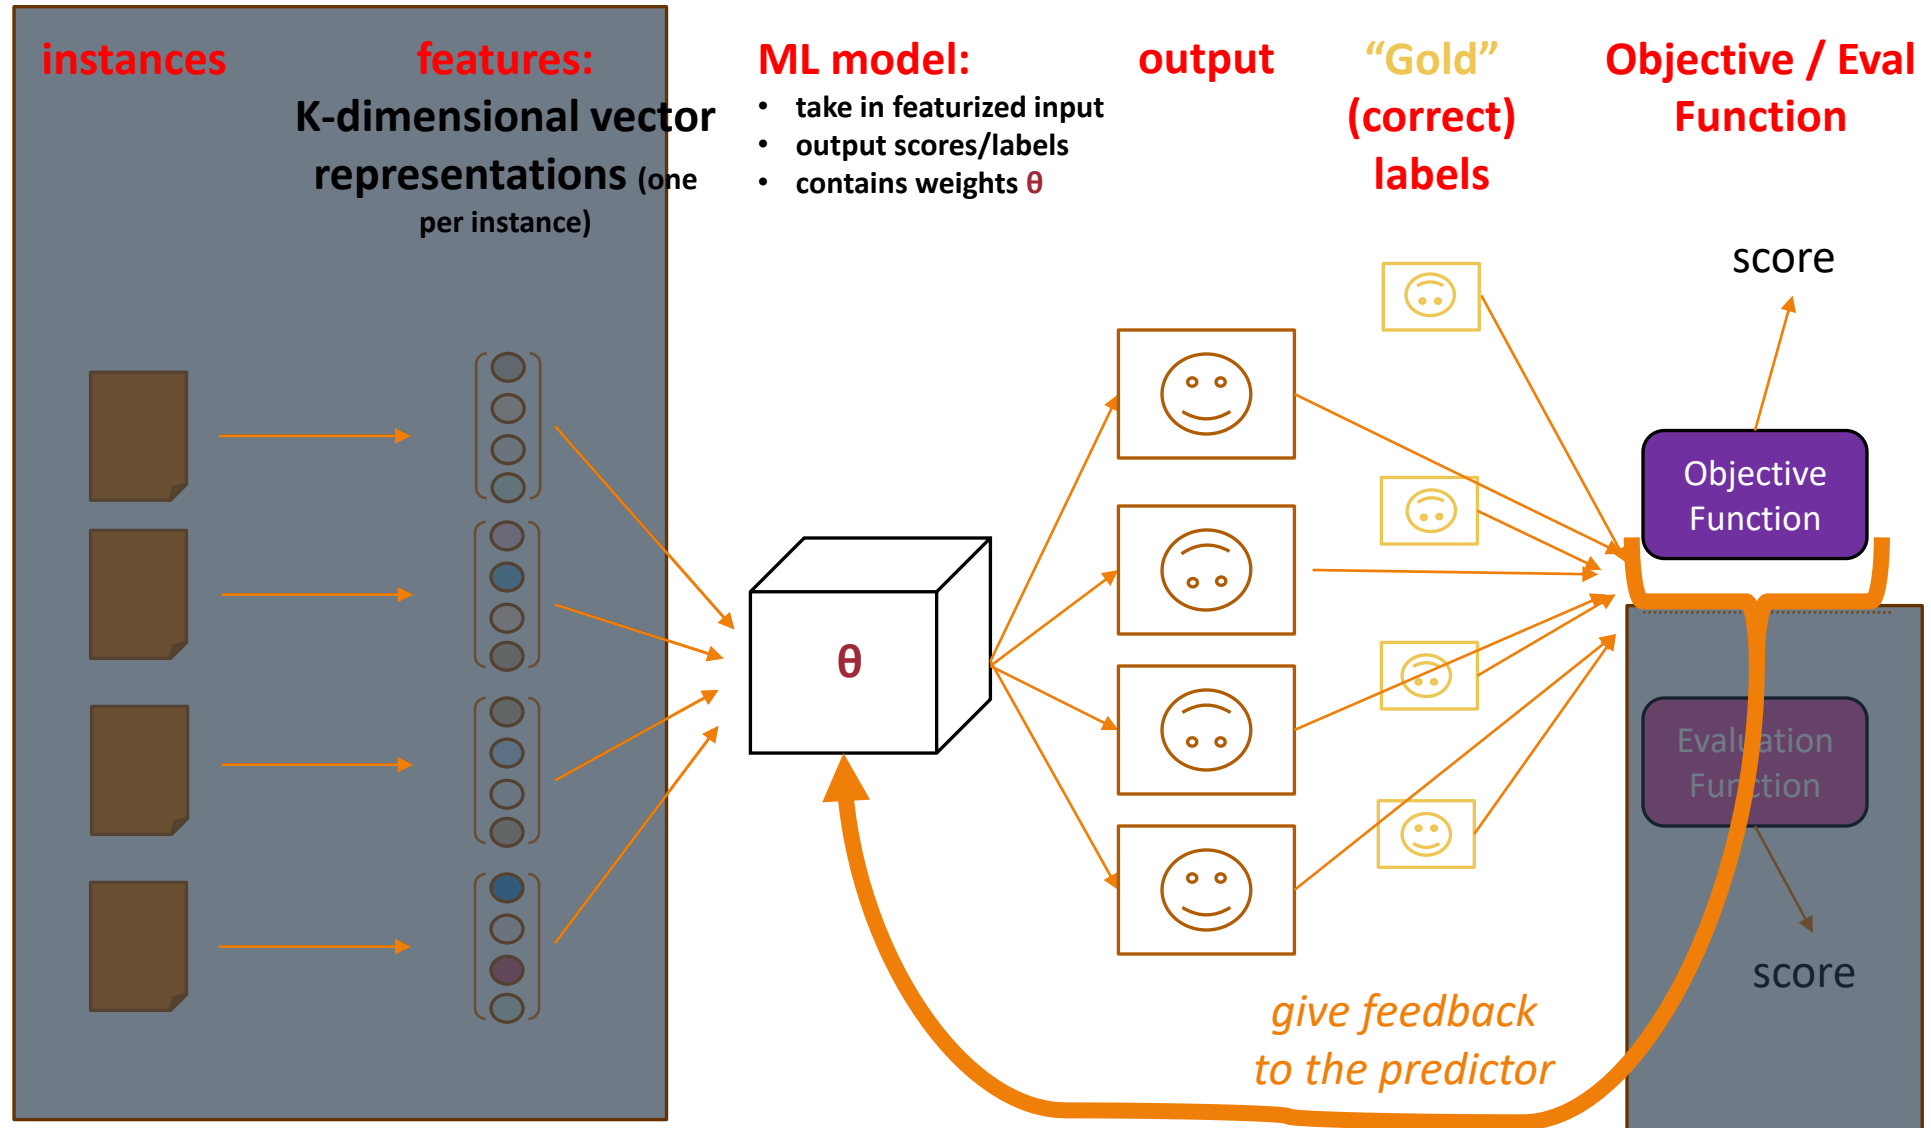 instances
features:
K-dimensional vector
representations (one
per instance)
ML model:
• take in featurized input
• output scores/labels
• contains weights θ
output
“Gold”
(correct)
labels
Objective / Eval
Function
score
Objective
Function
θ
Evaluation
Function
score
give feedback
to the predictor